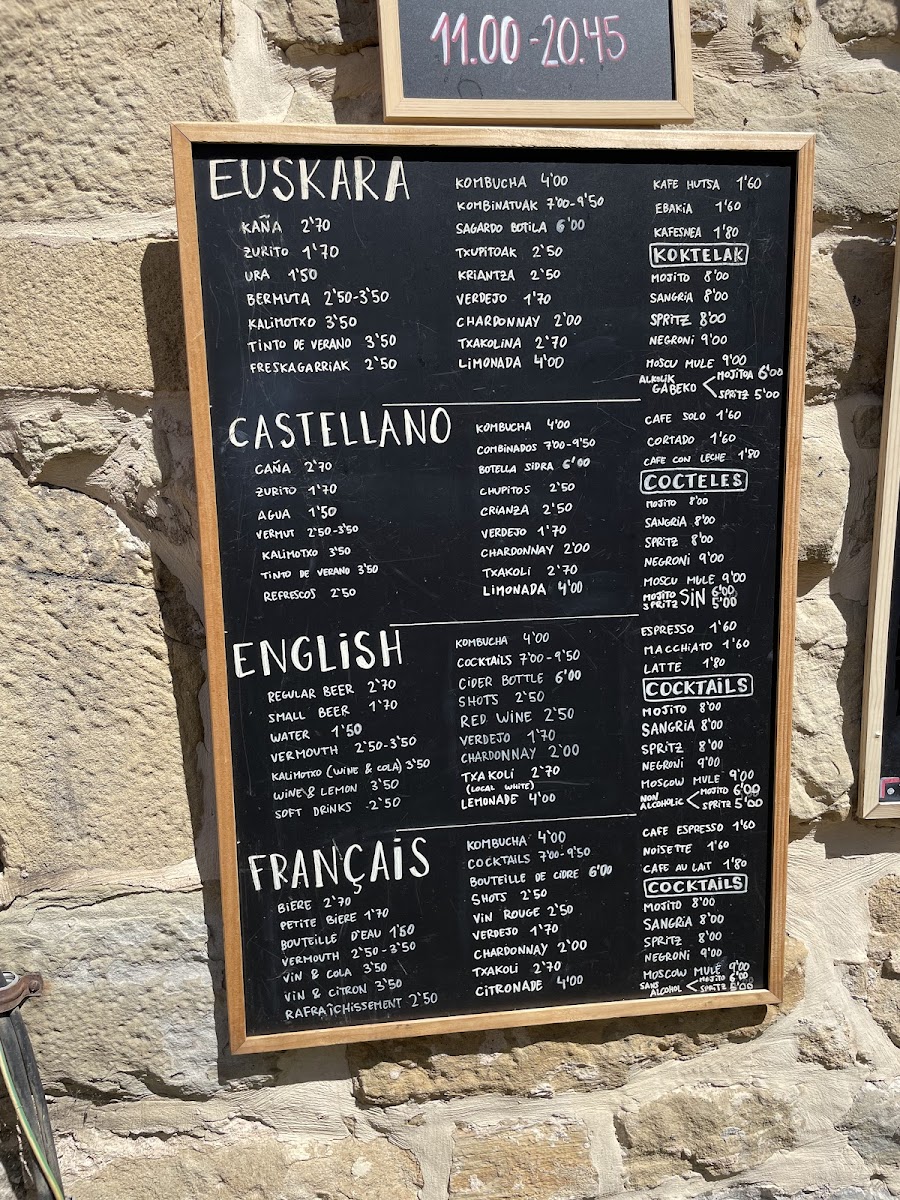 11.00-20.45
EUSKARA
KAÑA 2'70
ZURITO 1'70
URA 1'50
BERMUTA 2'50-3'50
KALIMOTXO 3'50
TINTO DE VERANO 3'50
FRESKAGARRIAK 2'50
KOMBUCHA 4'00
KOMBINATUAK 7'00-9'50
SAGARDO BOTILA 6'00
TXUPITOAK 2'50
KRIANTZA 2'50
VERDEJO 1'70
CHARDONNAY 2'00
TXAKOLINA 2'70
LIMONADA 4'00
KAFE HUTSA 1'60
EBAKIA 1'60
KAFESNEA 1'80
KOKTELAK
MOJITO 8'00
SANGRIA 8'00
SPRITZ 8'00
NEGRONI 9'00
MOSCU MULE 9'00
ALKOLIK GABEKO < MOJITOA 6'00
SPRITZ 5'00
CASTELLANO
CAÑA 2'70
ZURITO 1'70
AGUA 1'50
VERMUT 2'50-3'50
KALIMOTXO 3'50
TINTO DE VERANO 3'50
REFRESCOS 2'50
KOMBUCHA 4'00
COMBINADOS 7'00-9'50
BOTELLA SIDRA 6'00
CHUPITOS 2'50
CRIANZA 2'50
VERDEJO 1'70
CHARDONNAY 2'00
TXAKOLI 2'70
LIMONADA 4'00
CAFE SOLO 1'60
CORTADO 1'60
CAFE CON LECHE 1'80
COCTELES
MOJITO 8'00
SANGRIA 8'00
SPRITZ 8'00
NEGRONI 9'00
MOSCU MULE 9'00
MOJITO SIN 6'00
SPRITZ 5'00
ENGLISH
REGULAR BEER 2'70
SMALL BEER 1'70
WATER 1'50
VERMOUTH 2'50-3'50
KALIMOTXO (WINE & COLA) 3'50
WINE & LEMON 3'50
SOFT DRINKS 2'50
KOMBUCHA 4'00
COCKTAILS 7'00-9'50
CIDER BOTTLE 6'00
SHOTS 2'50
RED WINE 2'50
VERDEJO 1'70
CHARDONNAY 2'00
TXAKOLI 2'70
(LOCAL WHITE)
LEMONADE 4'00
ESPRESSO 1'60
MACCHIATO 1'60
LATTE 1'80
COCKTAILS
MOJITO 8'00
SANGRIA 8'00
SPRITZ 8'00
NEGRONI 9'00
MOSCOW MULE 9'00
NON ALCOHOLIC < MOJITO 6'00
SPRITZ 5'00
FRANÇAIS
BIÈRE 2'70
PETITE BIÈRE 1'70
BOUTEILLE D'EAU 1'50
VERMOUTH 2'50-3'50
VIN & COLA 3'50
VIN & CITRON 3'50
RAFRAÎCHISSEMENT 2'50
KOMBUCHA 4'00
COCKTAILS 7'00-9'50
BOUTEILLE DE CIDRE 6'00
SHOTS 2'50
VIN ROUGE 2'50
VERDEJO 1'70
CHARDONNAY 2'00
TXAKOLI 2'70
CITRONADE 4'00
CAFE ESPRESSO 1'60
NOISETTE 1'60
CAFE AU LAIT 1'80
COCKTAILS
MOJITO 8'00
SANGRIA 8'00
SPRITZ 8'00
NEGRONI 9'00
MOSCOW MULE 9'00
SANS ALCOHOL < MOJITO 6'00
SPRITZ 5'00